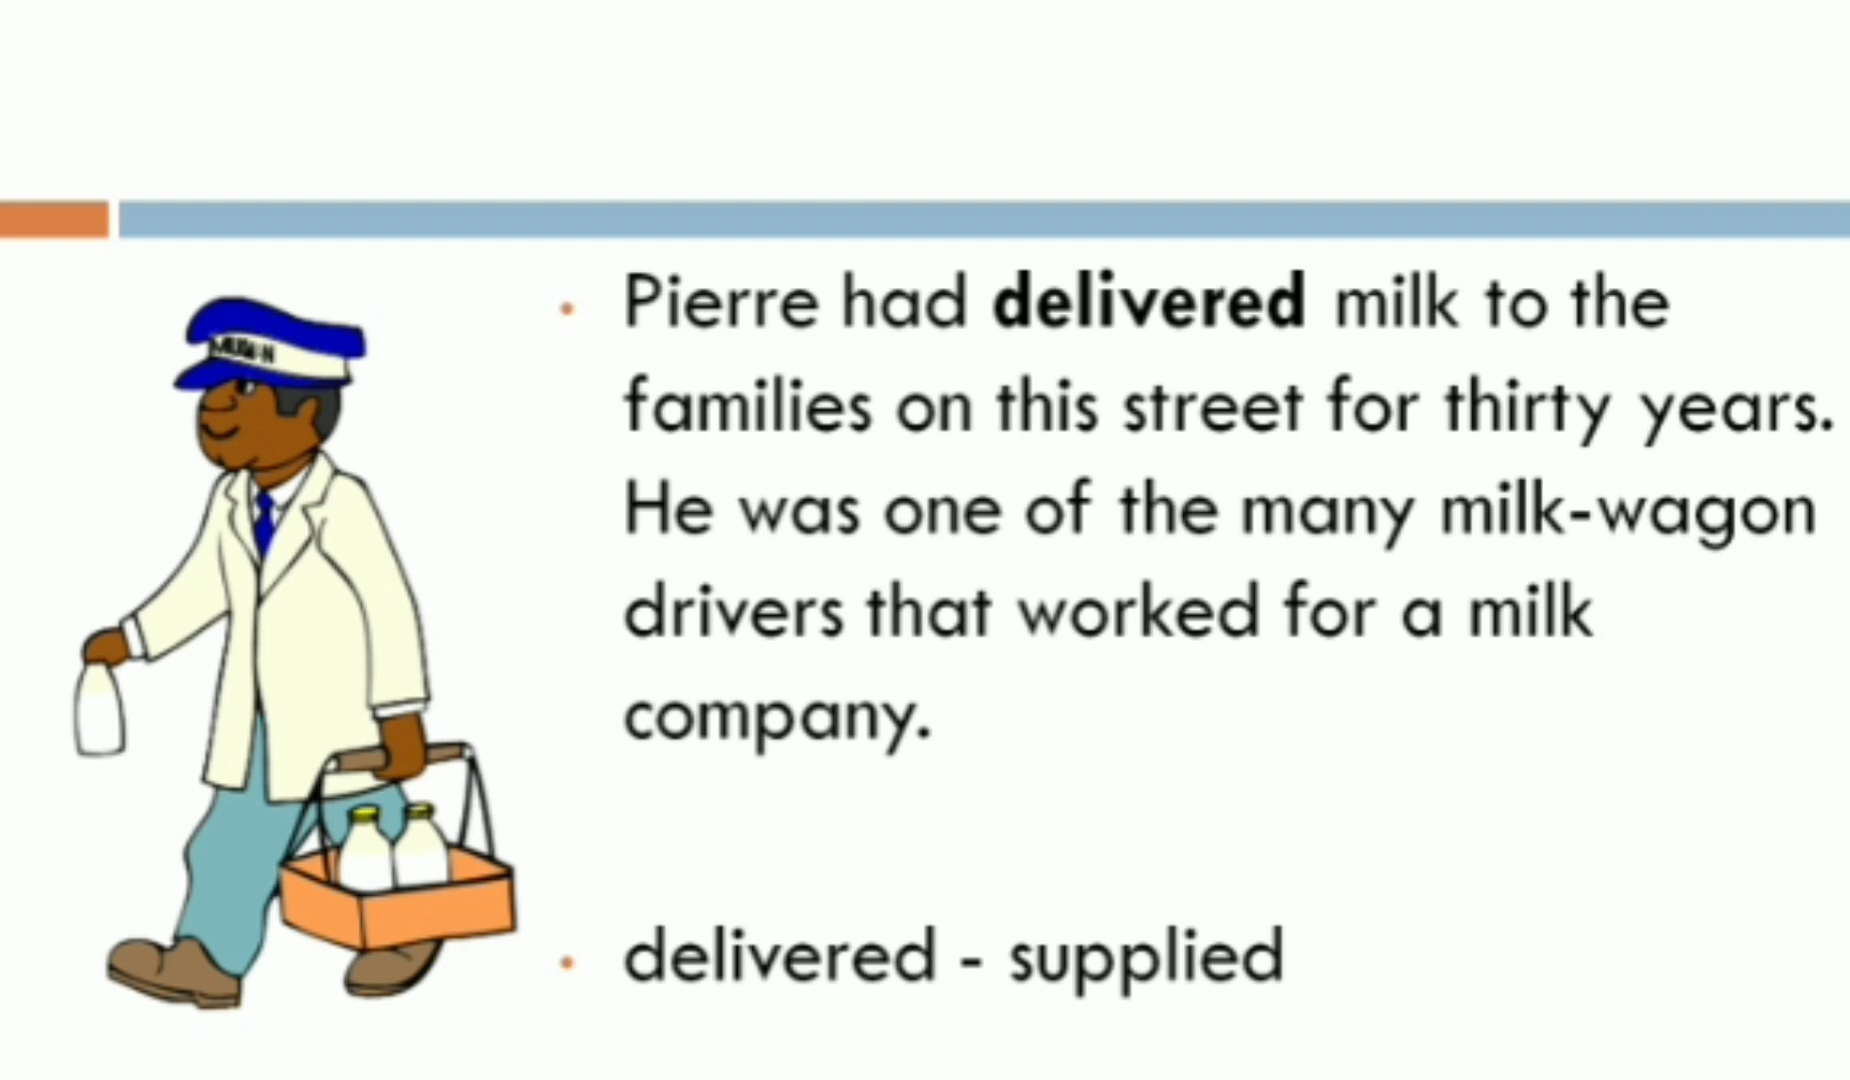 Pierre had delivered milk to the
families on this street for thirty years.
He was one of the many milk-wagon
drivers that worked for a milk
company.
delivered - supplied